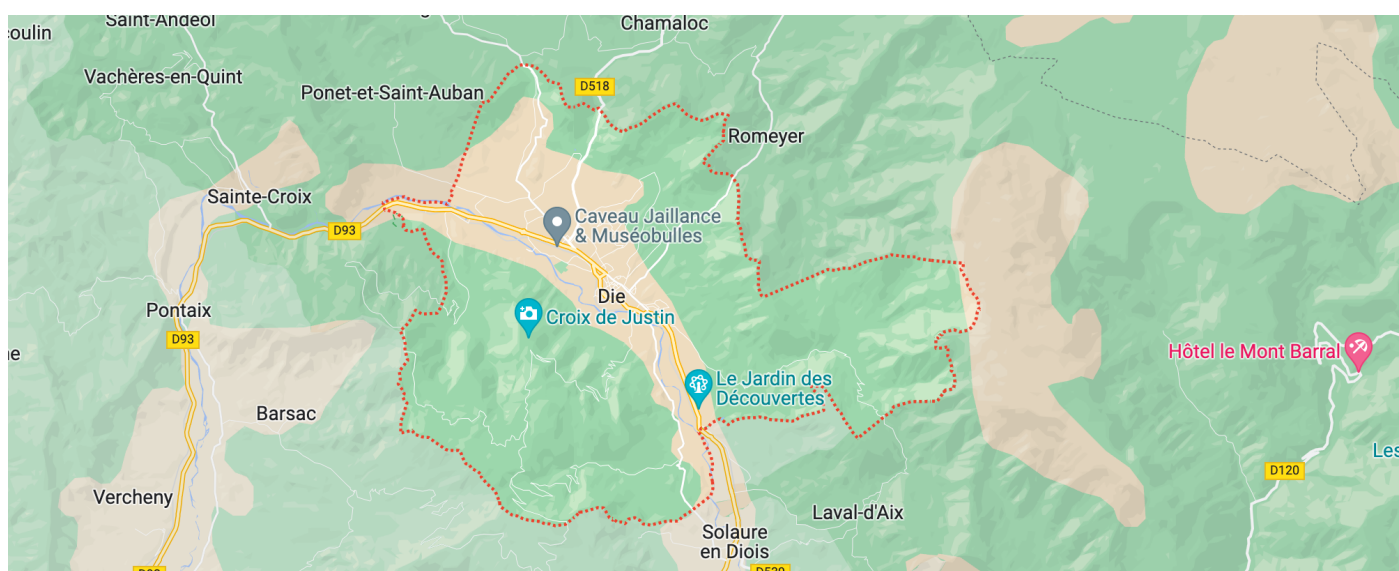 Saint-Andéol
Chamaloc
Vachères-en-Quint
D518
Ponet-et-Saint-Auban
Romeyer
Sainte-Croix
D93
Caveau Jaillance
& Muséobulles
Die
Pontaix
Croix de Justin
D93
Hôtel le Mont Barral
Le Jardin des
Découvertes
Barsac
Les
D120
Vercheny
Laval-d'Aix
Solaure
en Diois